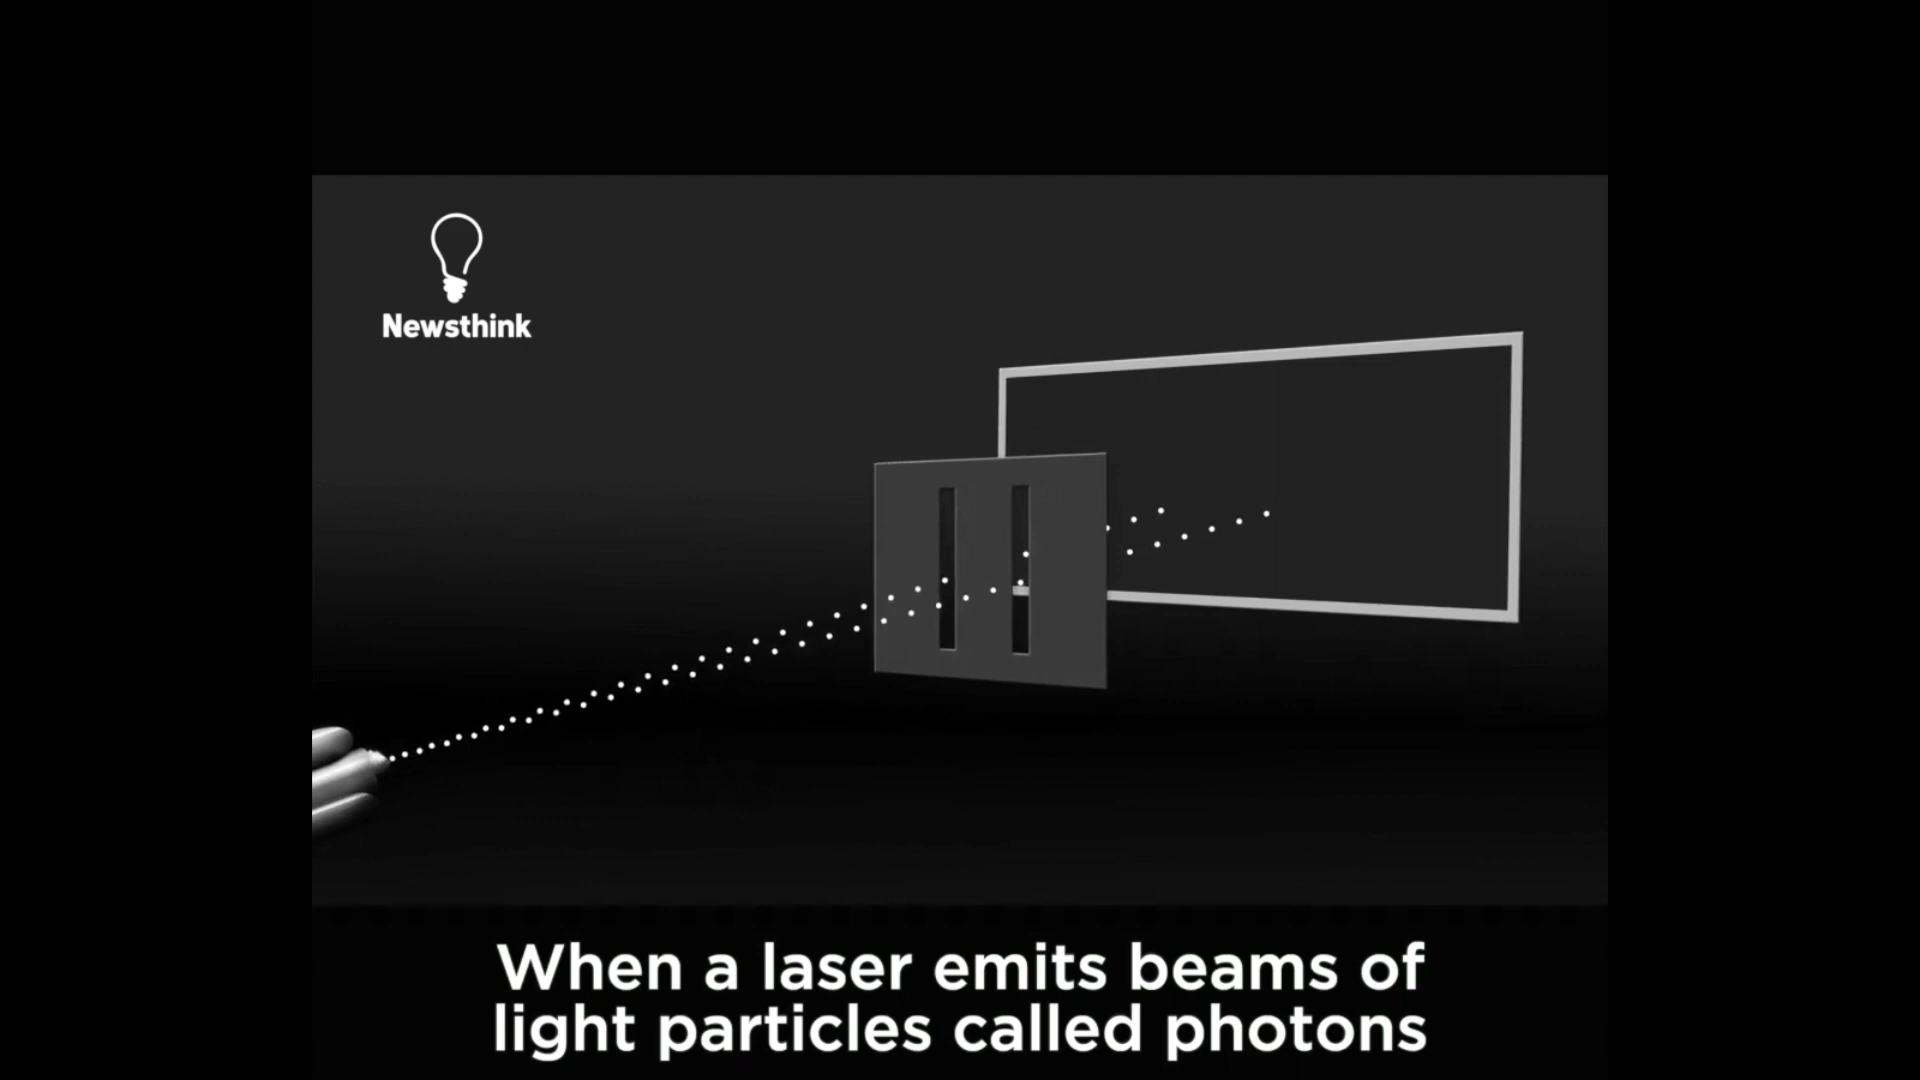 Newsthink
When a laser emits beams of
light particles called photons